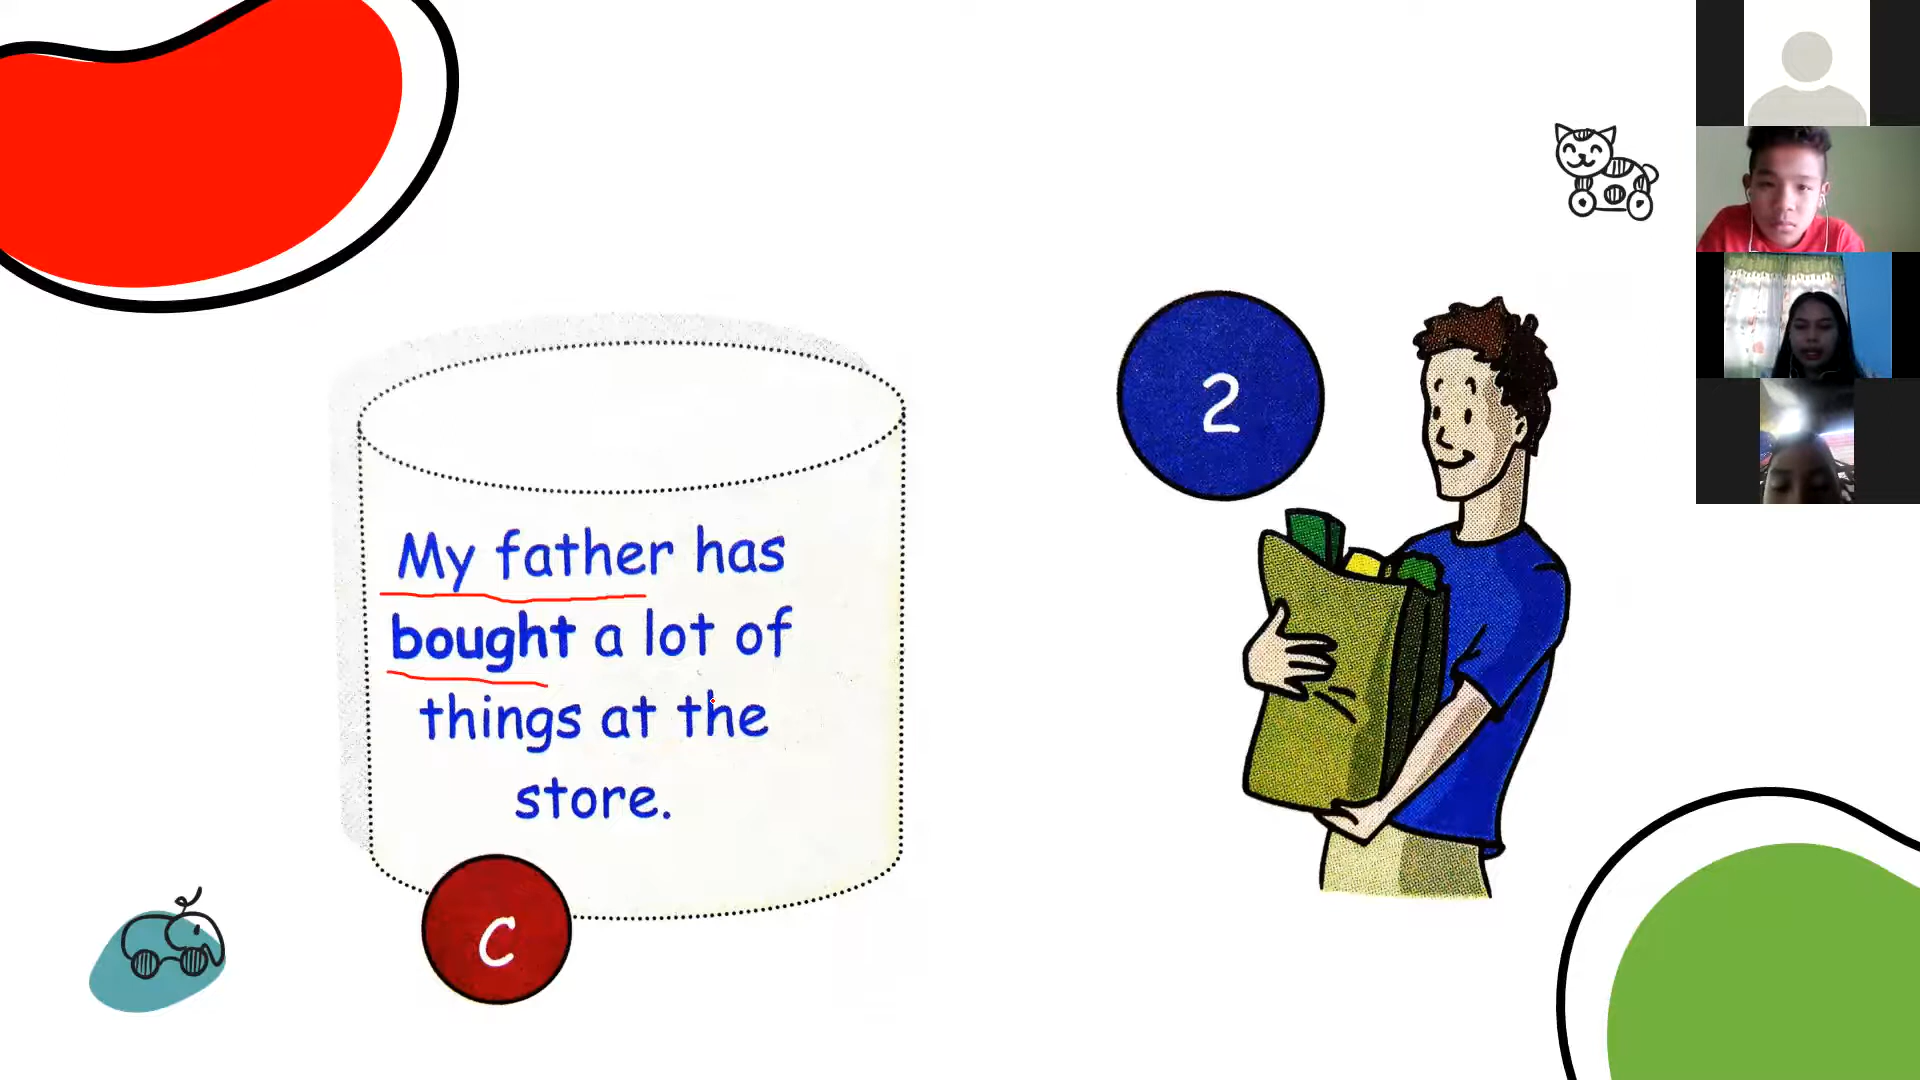 2
My father has
bought a lot of
things at the
store.
C